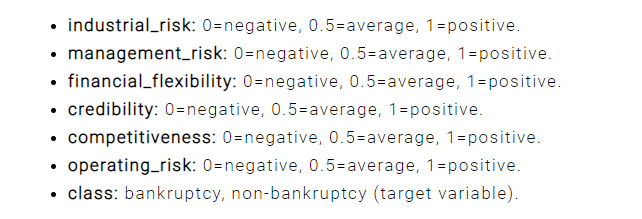 • industrial_risk: 0=negative, 0.5=average, 1=positive.
• management_risk: 0=negative, 0.5=average, 1=positive.
• financial_flexibility: 0=negative, 0.5=average, 1=positive.
• credibility: 0=negative, 0.5=average, 1=positive.
• competitiveness: 0=negative, 0.5=average, 1=positive.
• operating_risk: 0=negative, 0.5=average, 1=positive.
• class: bankruptcy, non-bankruptcy (target variable).